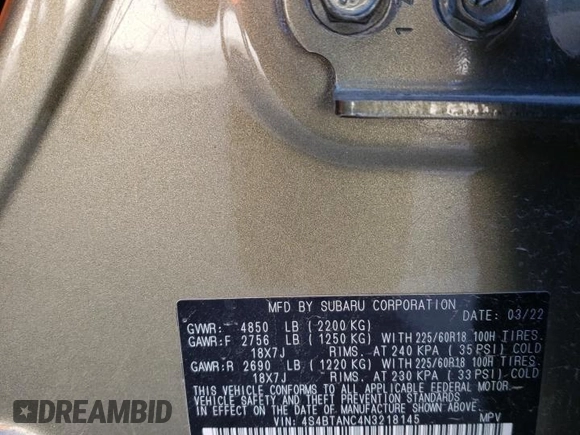 1
MFD BY SUBARU CORPORATION
DATE: 03/22
GVWR: 4850 LB ( 2200 KG)
GAWR:F 2756 LB ( 1250 KG) WITH 225/60R18 100H TIRES.
18X7J RIMS. AT 240 KPA ( 35 PSI) COLD
GAWR:R 2690 LB ( 1220 KG) WITH 225/60R18 100H TIRES.
18X7J RIMS. AT 230 KPA ( 33 PSI) COLD
THIS VEHICLE CONFORMS TO ALL APPLICABLE FEDERAL MOTOR
VEHICLE SAFETY AND THEFT PREVENTION STANDARDS
IN EFFECT ON THE DATE OF MANUFACTURE SHOWN ABOVE.
VIN: 4S4BTANC4N3218145 MPV
DREAMBID